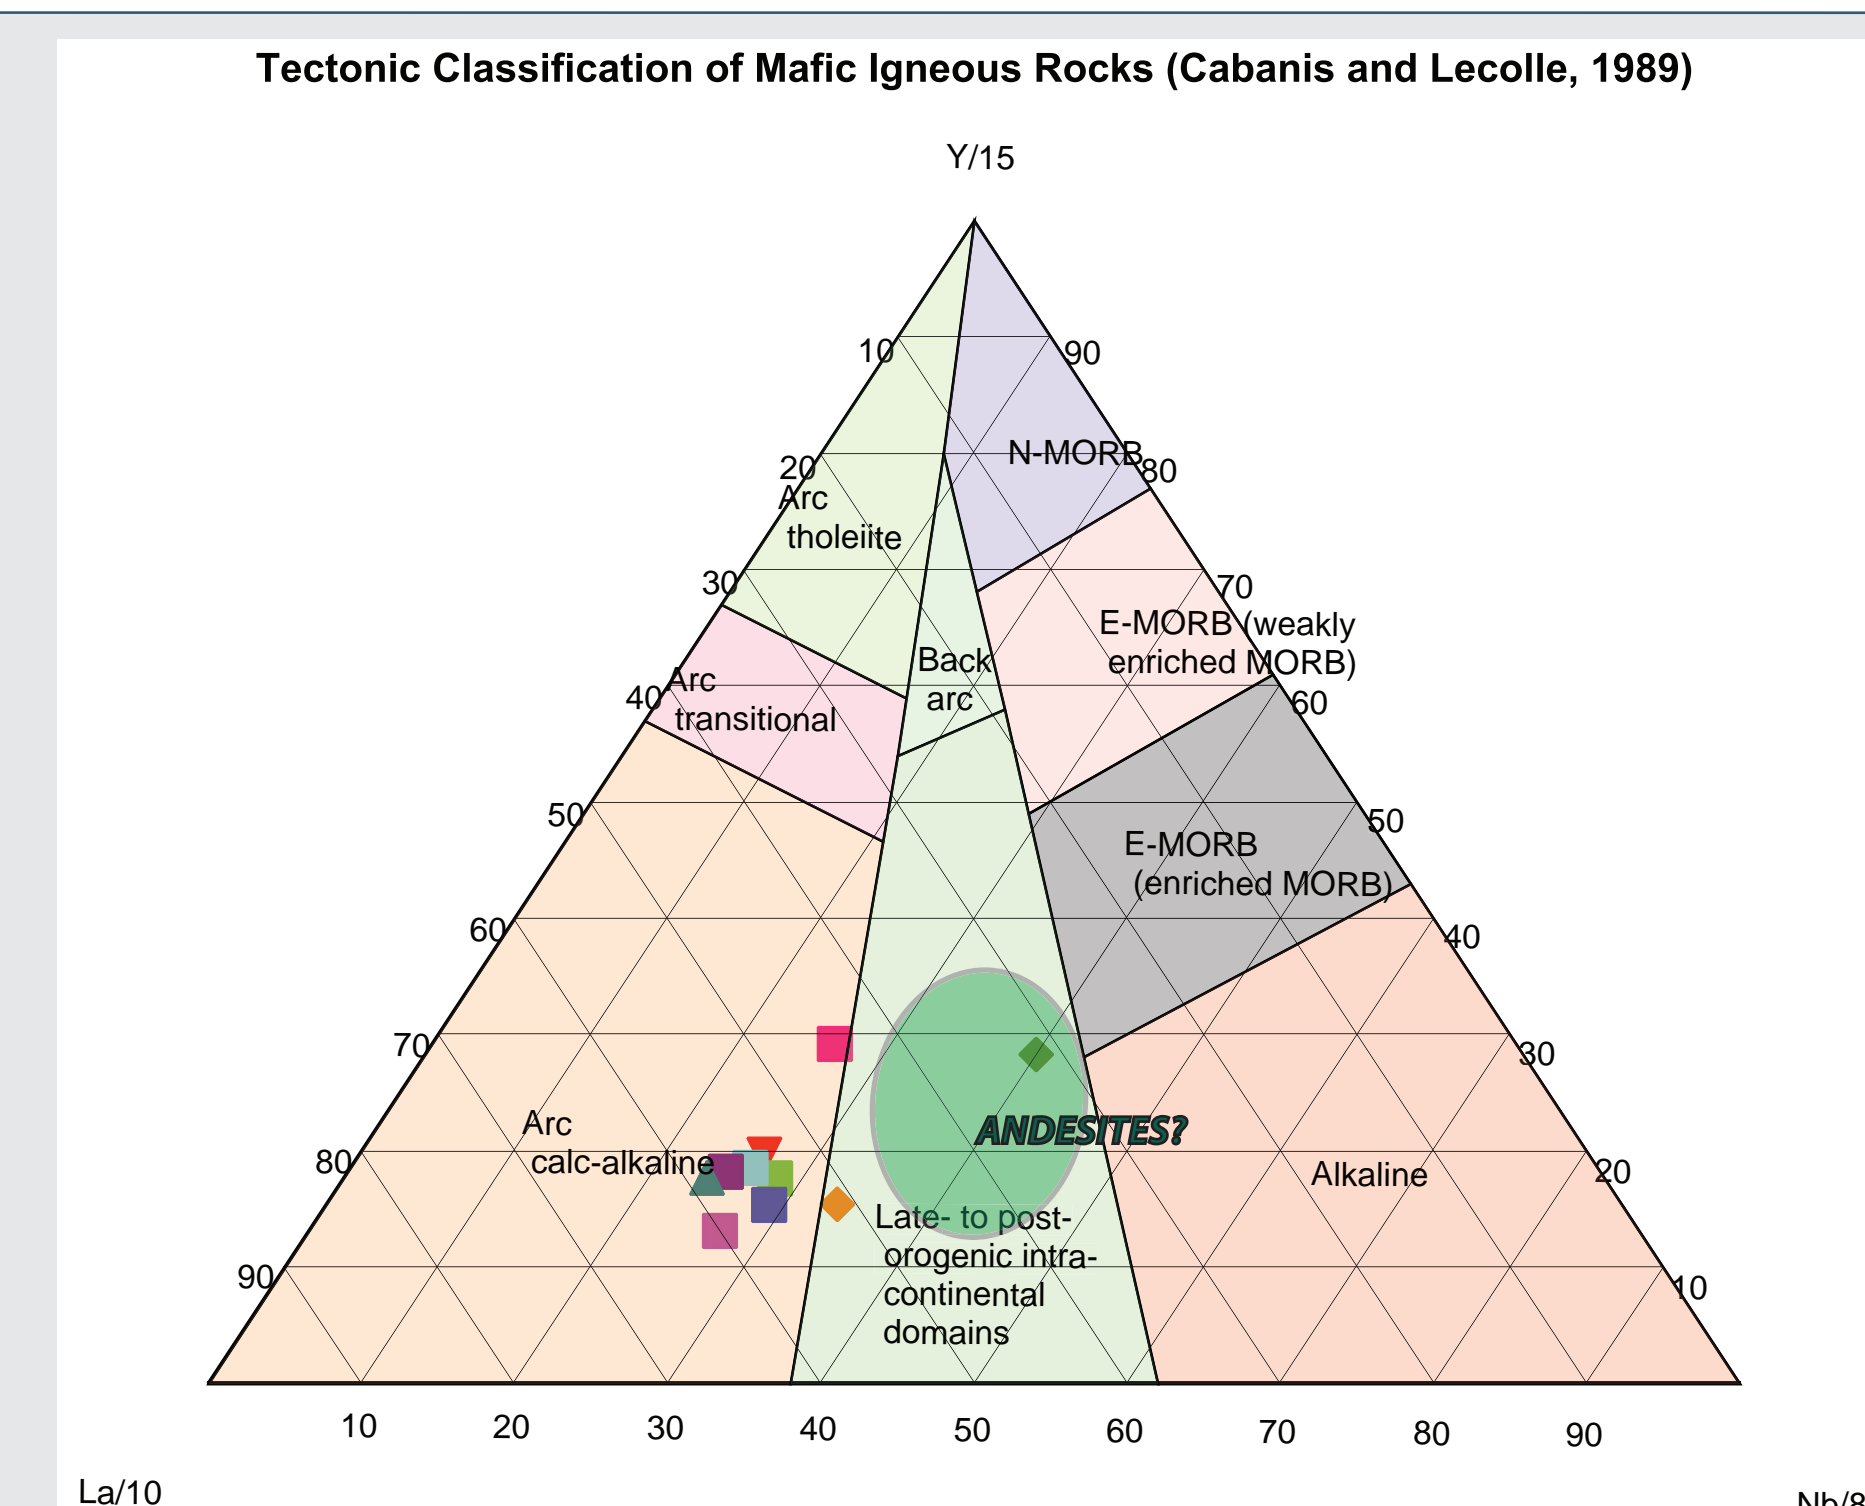 Tectonic Classification of Mafic Igneous Rocks (Cabanis and Lecolle, 1989)
Y/15
10
90
N-MORB
20
80
Arc
tholeiite
30
70
E-MORB (weakly
enriched MORB)
Back
arc
Arc
transitional
40
60
50
50
E-MORB
(enriched MORB)
60
40
70
30
Arc
calc-alkaline
ANDESITES?
80
20
Alkaline
Late- to post-
orogenic intra-
continental
domains
90
10
10 20 30 40 50 60 70 80 90
La/10
Nb/8